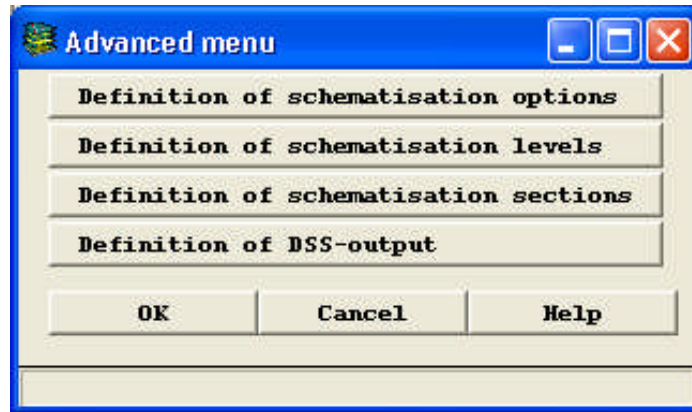 Advanced menu
Definition of schematisation options
Definition of schematisation levels
Definition of schematisation sections
Definition of DSS-output
OK Cancel Help